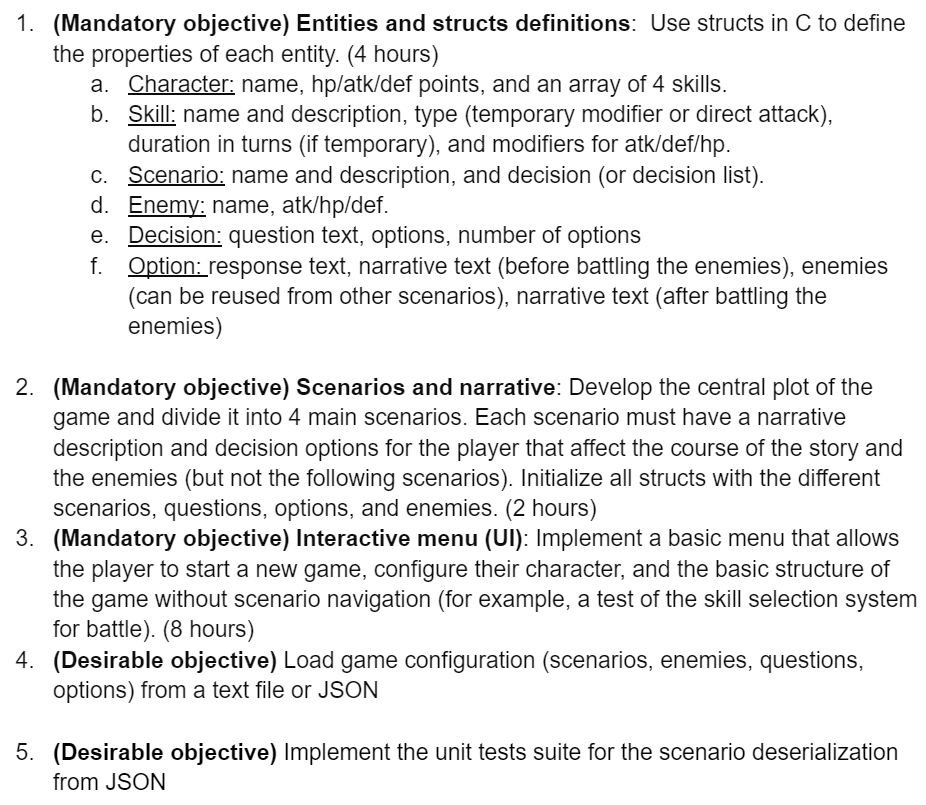 1. (Mandatory objective) Entities and structs definitions: Use structs in C to define
the properties of each entity. (4 hours)
a. Character: name, hp/atk/def points, and an array of 4 skills.
b. Skill: name and description, type (temporary modifier or direct attack),
duration in turns (if temporary), and modifiers for atk/def/hp.
c. Scenario: name and description, and decision (or decision list).
d. Enemy: name, atk/hp/def.
e. Decision: question text, options, number of options
f. Option: response text, narrative text (before battling the enemies), enemies
(can be reused from other scenarios), narrative text (after battling the
enemies)
2. (Mandatory objective) Scenarios and narrative: Develop the central plot of the
game and divide it into 4 main scenarios. Each scenario must have a narrative
description and decision options for the player that affect the course of the story and
the enemies (but not the following scenarios). Initialize all structs with the different
scenarios, questions, options, and enemies. (2 hours)
3. (Mandatory objective) Interactive menu (UI): Implement a basic menu that allows
the player to start a new game, configure their character, and the basic structure of
the game without scenario navigation (for example, a test of the skill selection system
for battle). (8 hours)
4. (Desirable objective) Load game configuration (scenarios, enemies, questions,
options) from a text file or JSON
5. (Desirable objective) Implement the unit tests suite for the scenario deserialization
from JSON